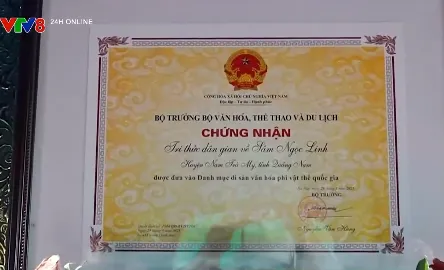 VTV8 24H ONLINE
CỘNG HÒA XÃ HỘI CHỦ NGHĨA VIỆT NAM
Độc lập - Tự do - Hạnh phúc
BỘ TRƯỞNG BỘ VĂN HÓA, THỂ THAO VÀ DU LỊCH
CHỨNG NHẬN
Tri thức dân gian về Sâm Ngọc Linh
Huyện Nam Trà My, tỉnh Quảng Nam
được đưa vào Danh mục di sản văn hóa phi vật thể quốc gia
BỘ TRƯỞNG
Nguyễn Văn Hùng